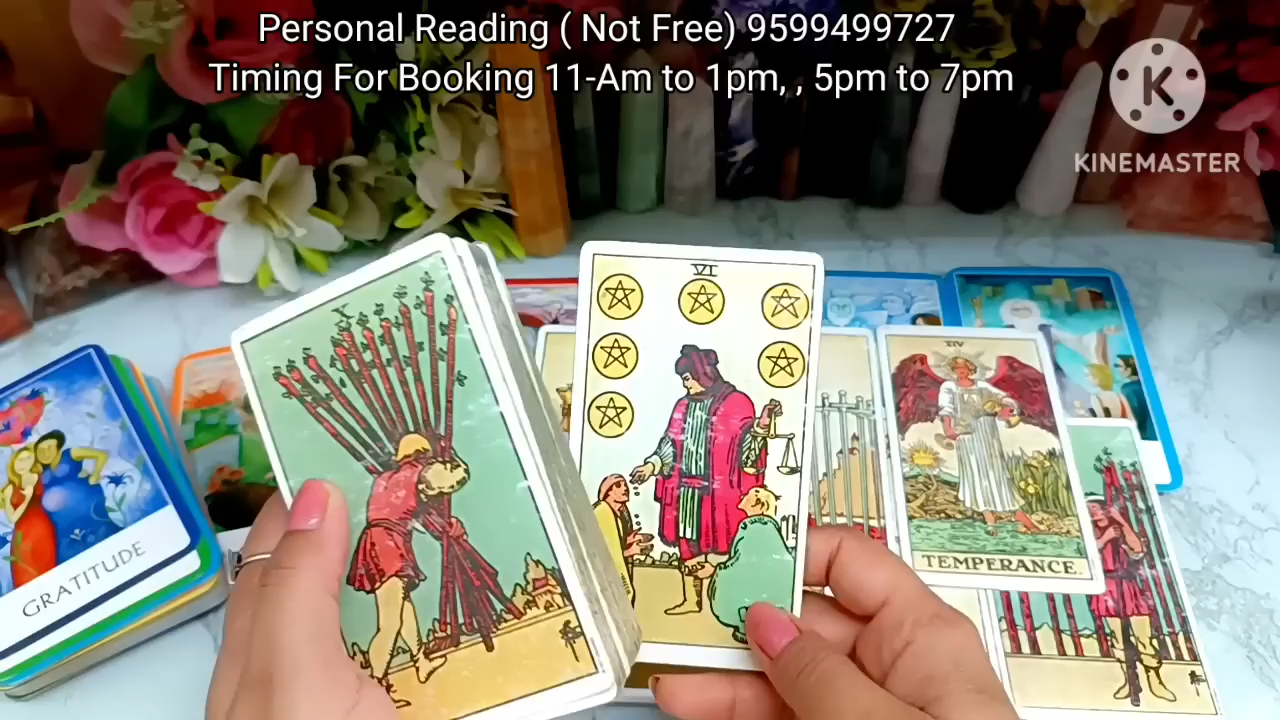 Personal Reading ( Not Free) 9599499727
Timing For Booking 11-Am to 1pm, , 5pm to 7pm
K
KINEMASTER
VI
XIV
TEMPERANCE.
GRATITUDE